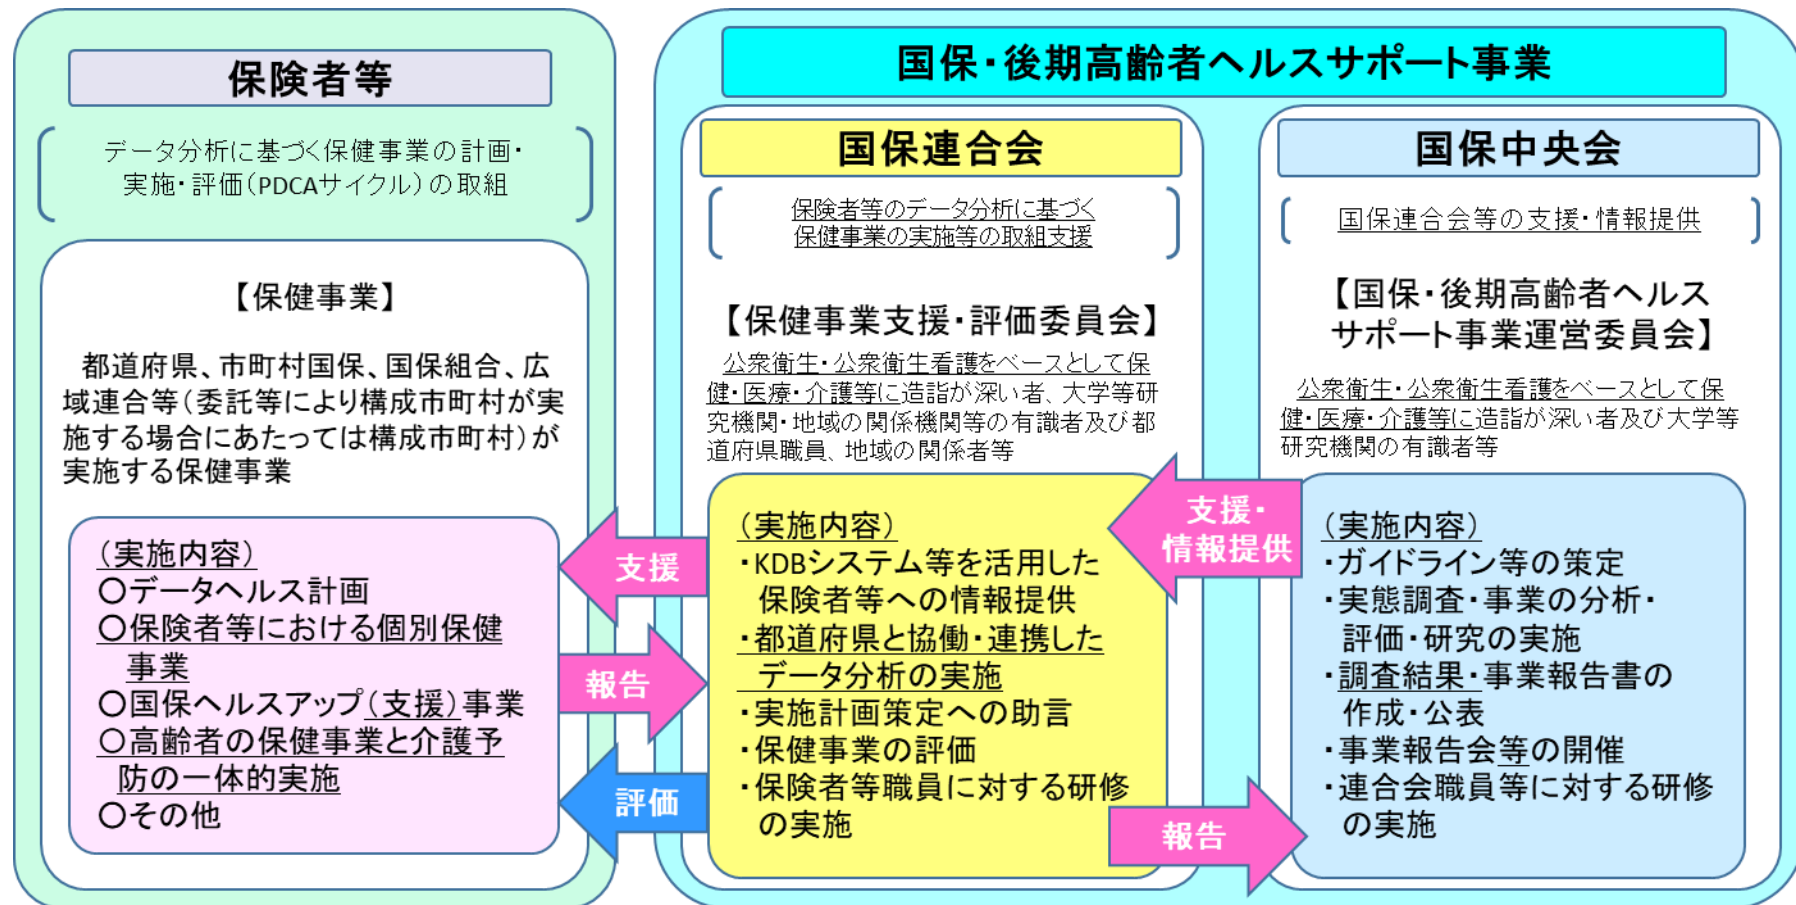 保険者等
データ分析に基づく保健事業の計画・
実施・評価(PDCAサイクル)の取組
【保健事業】
都道府県、市町村国保、国保組合、広
域連合等(委託等により構成市町村が実
施する場合にあたっては構成市町村)が
実施する保健事業
(実施内容)
○データヘルス計画
○保険者等における個別保健
事業
○国保ヘルスアップ(支援)事業
○高齢者の保健事業と介護予
防の一体的実施
○その他
支援
報告
評価
国保・後期高齢者ヘルスサポート事業
国保連合会
保険者等のデータ分析に基づく
保健事業の実施等の取組支援
【保健事業支援・評価委員会】
公衆衛生・公衆衛生看護をベースとして保
健・医療・介護等に造詣が深い者、大学等研
究機関・地域の関係機関等の有識者及び都
道府県職員、地域の関係者等
(実施内容)
・KDBシステム等を活用した
保険者等への情報提供
・都道府県と協働・連携した
データ分析の実施
・実施計画策定への助言
・保健事業の評価
・保険者等職員に対する研修
の実施
支援・
情報提供
報告
国保中央会
国保連合会等の支援・情報提供
【国保・後期高齢者ヘルス
サポート事業運営委員会】
公衆衛生・公衆衛生看護をベースとして保
健・医療・介護等に造詣が深い者及び大学等
研究機関の有識者等
(実施内容)
・ガイドライン等の策定
・実態調査・事業の分析・
評価・研究の実施
・調査結果・事業報告書の
作成・公表
・事業報告会等の開催
・連合会職員等に対する研修
の実施